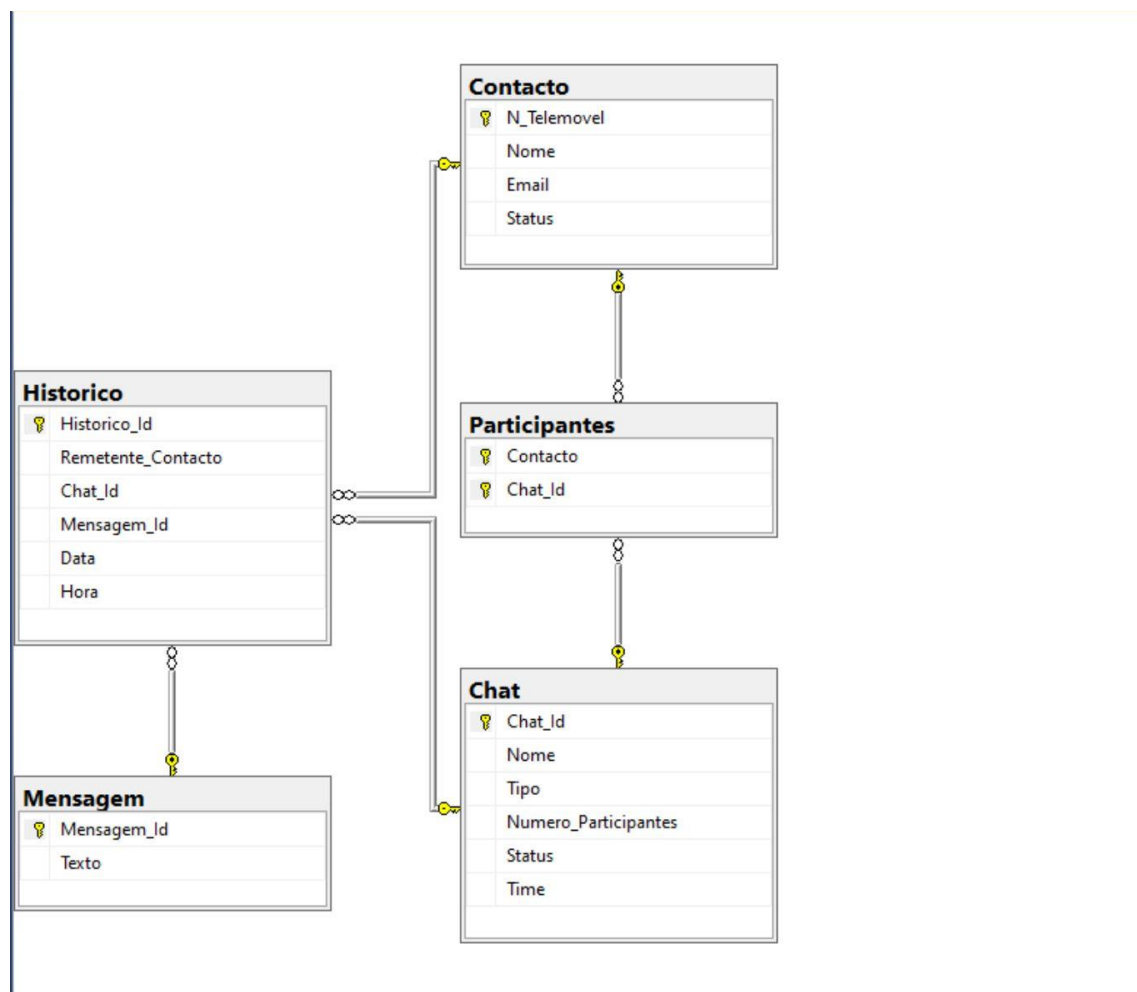 Contacto
N_Telemovel
Nome
Email
Status
Historico
Historico_Id
Remetente_Contacto
Chat_Id
Mensagem_Id
Data
Hora
Participantes
Contacto
Chat_Id
Mensagem
Mensagem_Id
Texto
Chat
Chat_Id
Nome
Tipo
Numero_Participantes
Status
Time